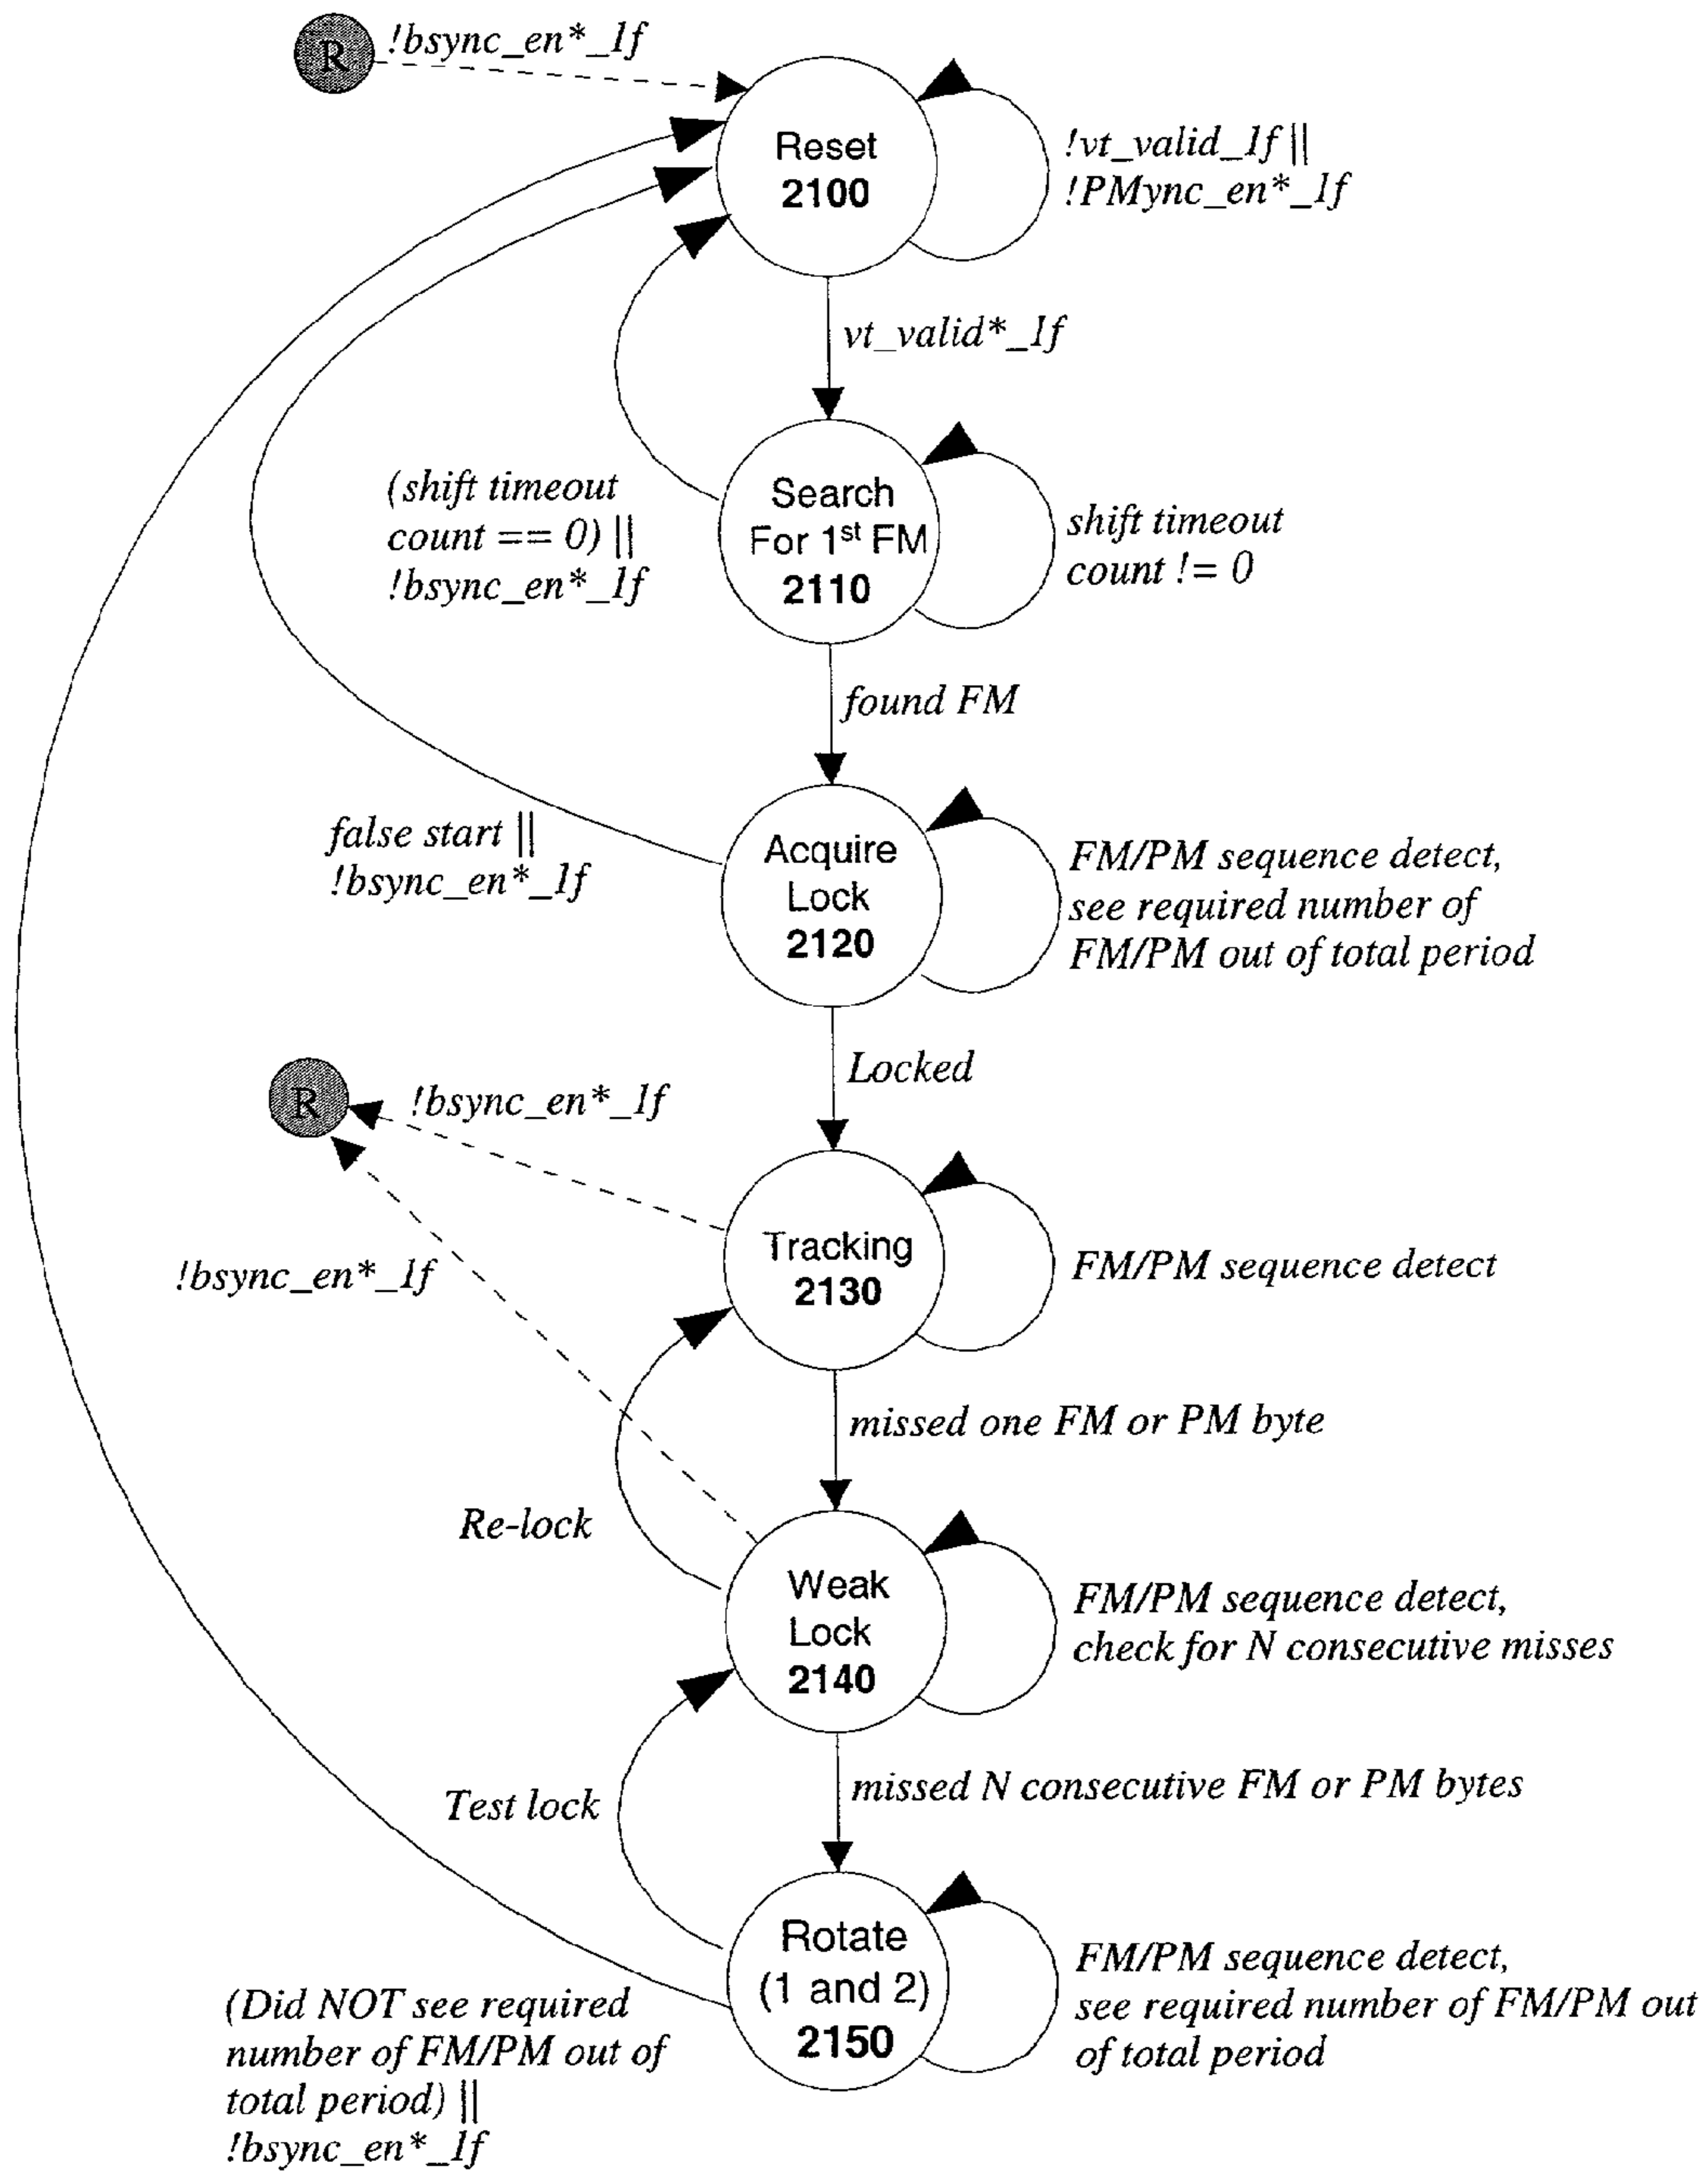 R
!bsync_en*_1f
Reset
2100
!vt_valid_1f ||
!PMync_en*_1f
vt_valid*_1f
(shift timeout
count == 0) ||
!bsync_en*_1f
Search
For 1st FM
2110
shift timeout
count != 0
found FM
false start ||
!bsync_en*_1f
Acquire
Lock
2120
FM/PM sequence detect,
see required number of
FM/PM out of total period
Locked
R
!bsync_en*_1f
!bsync_en*_1f
Tracking
2130
FM/PM sequence detect
missed one FM or PM byte
Re-lock
Weak
Lock
2140
FM/PM sequence detect,
check for N consecutive misses
Test lock
missed N consecutive FM or PM bytes
Rotate
(1 and 2)
2150
FM/PM sequence detect,
see required number of FM/PM out
of total period
(Did NOT see required
number of FM/PM out of
total period) ||
!bsync_en*_1f